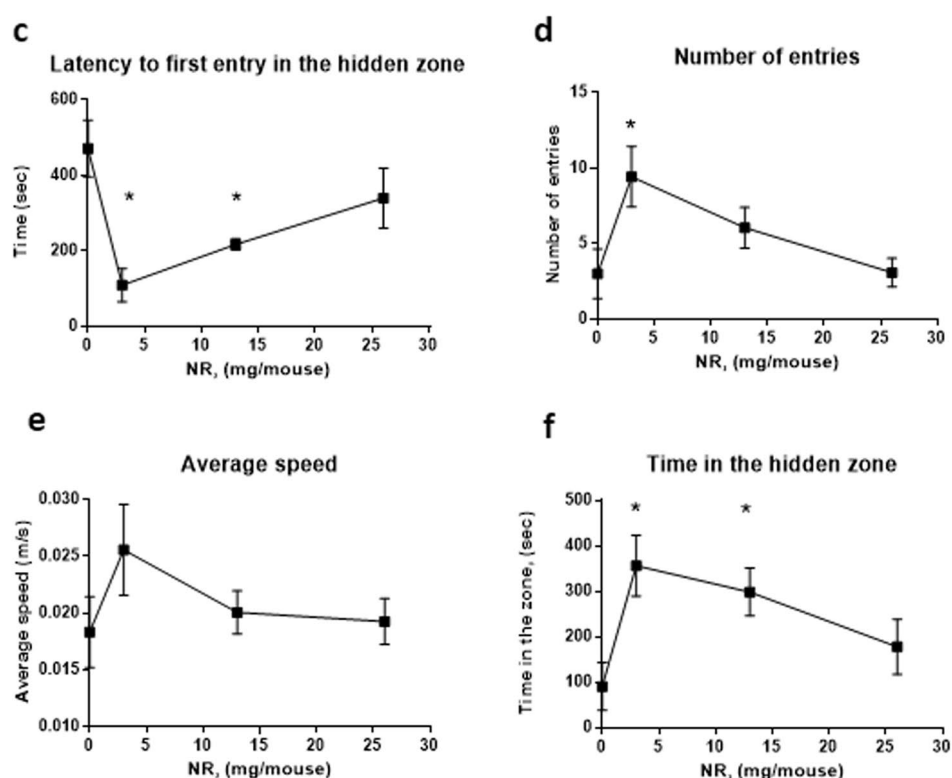 c
Latency to first entry in the hidden zone
600
400
200
0
Time (sec)
*
*
0 5 10 15 20 25 30
NR, (mg/mouse)
d
Number of entries
15
10
5
0
Number of entries
*
0 5 10 15 20 25 30
NR, (mg/mouse)
e
Average speed
0.030
0.025
0.020
0.015
0.010
Average speed (m/s)
0 5 10 15 20 25 30
NR, (mg/mouse)
f
Time in the hidden zone
500
400
300
200
100
0
Time in the zone, (sec)
*
*
0 5 10 15 20 25 30
NR, (mg/mouse)